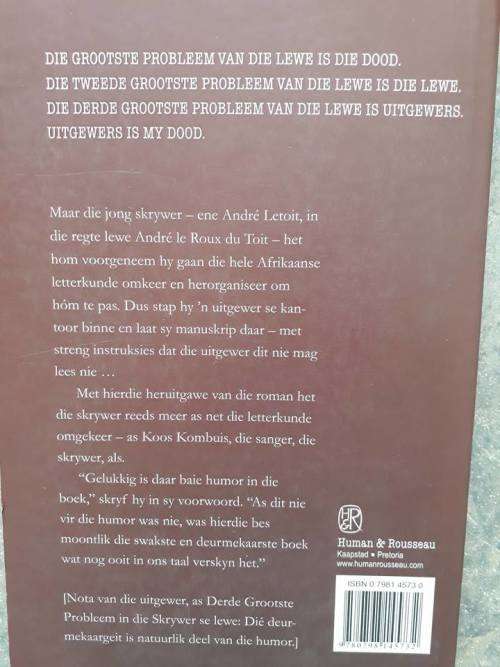 DIE GROOTSTE PROBLEEM VAN DIE LEWE IS DIE DOOD.
DIE TWEEDE GROOTSTE PROBLEEM VAN DIE LEWE IS DIE LEWE.
DIE DERDE GROOTSTE PROBLEEM VAN DIE LEWE IS UITGEWERS.
UITGEWERS IS MY DOOD.
Maar die jong skrywer – ene André Letoit, in
die regte lewe André le Roux du Toit – het
hom voorgeneem hy gaan die hele Afrikaanse
letterkunde omkeer en herorganiseer om
hóm te pas. Dus stap hy 'n uitgewer se kan-
toor binne en laat sy manuskrip daar – met
streng instruksies dat die uitgewer dit nie mag
lees nie …
Met hierdie heruitgawe van die roman het
die skrywer reeds meer as net die letterkunde
omgekeer – as Koos Kombuis, die sanger, die
skrywer, als.
"Gelukkig is daar baie humor in die
boek," skryf hy in sy voorwoord. "As dit nie
vir die humor was nie, was hierdie bes
moontlik die swakste en deurmekaarste boek
wat nog ooit in ons taal verskyn het."
[Nota van die uitgewer, as Derde Grootste
Probleem in die Skrywer se lewe: Dié deur-
mekaargeit is natuurlik deel van die humor.]
H&R
Human & Rousseau
Kaapstad • Pretoria
www.humanrousseau.com
ISBN 0 7981 4573 0
9 780798 145732